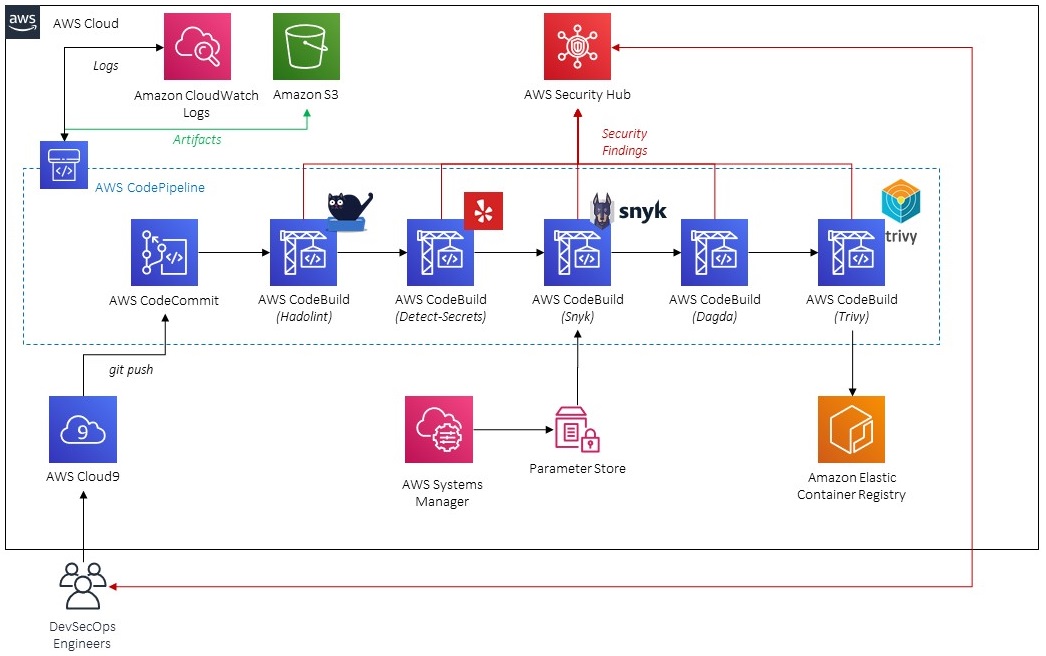 aws
AWS Cloud
Logs
Amazon CloudWatch
Logs
Amazon S3
AWS Security Hub
Artifacts
Security
Findings
AWS CodePipeline
snyk
trivy
AWS CodeCommit
AWS CodeBuild
(Hadolint)
AWS CodeBuild
(Detect-Secrets)
AWS CodeBuild
(Snyk)
AWS CodeBuild
(Dagda)
AWS CodeBuild
(Trivy)
git push
9
AWS Cloud9
AWS Systems
Manager
Parameter Store
Amazon Elastic
Container Registry
DevSecOps
Engineers